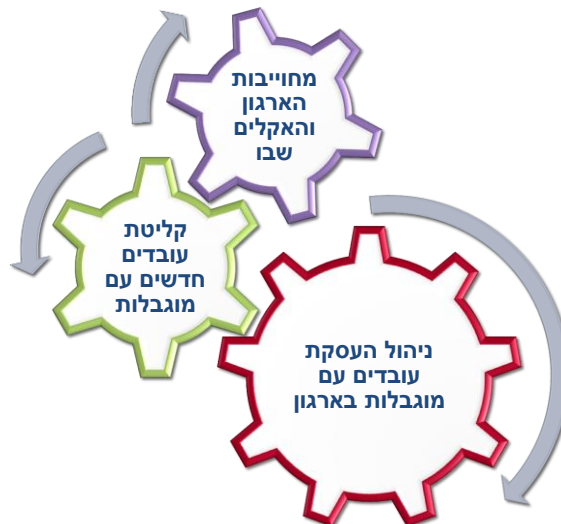 מחוייבות
הארגון
והאקלים
שבו
קליטת
עובדים
חדשים עם
מוגבלות
ניהול העסקת
עובדים עם
מוגבלות בארגון